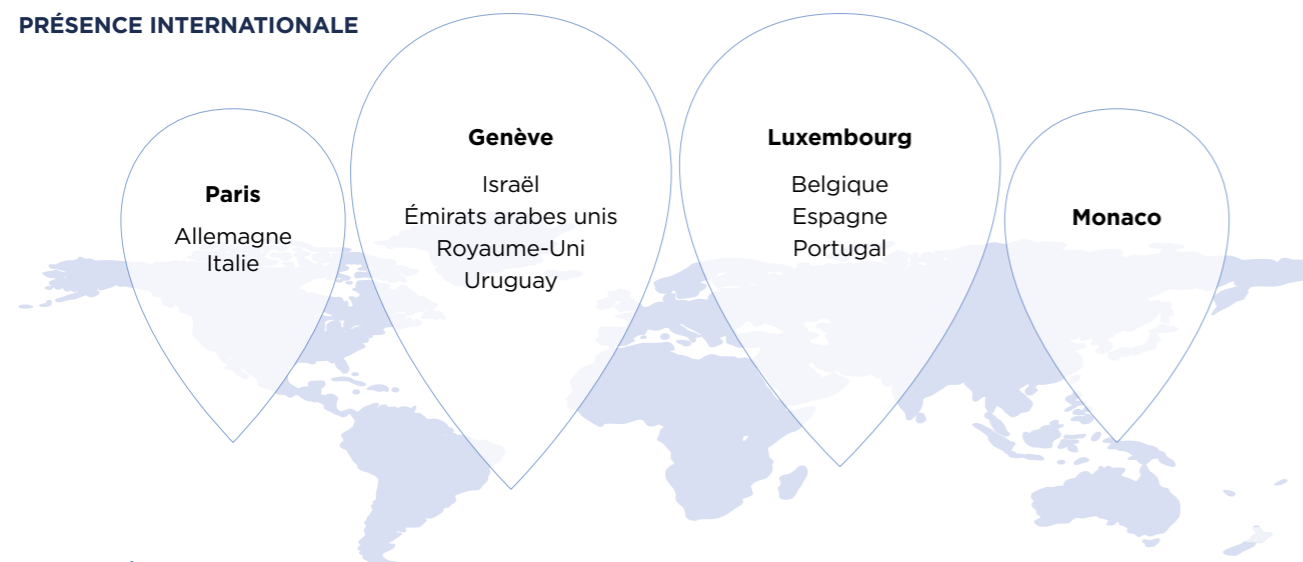 PRÉSENCE INTERNATIONALE
Paris
Allemagne
Italie
Genève
Israël
Émirats arabes unis
Royaume-Uni
Uruguay
Luxembourg
Belgique
Espagne
Portugal
Monaco